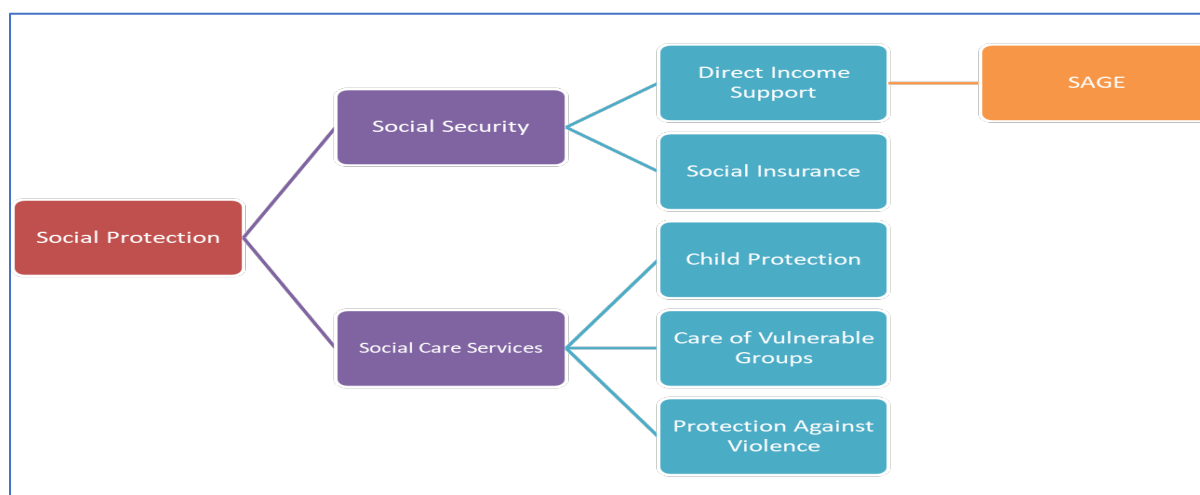 Social Protection
Social Security
Social Care Services
Direct Income
Support
Social Insurance
Child Protection
Care of Vulnerable
Groups
Protection Against
Violence
SAGE